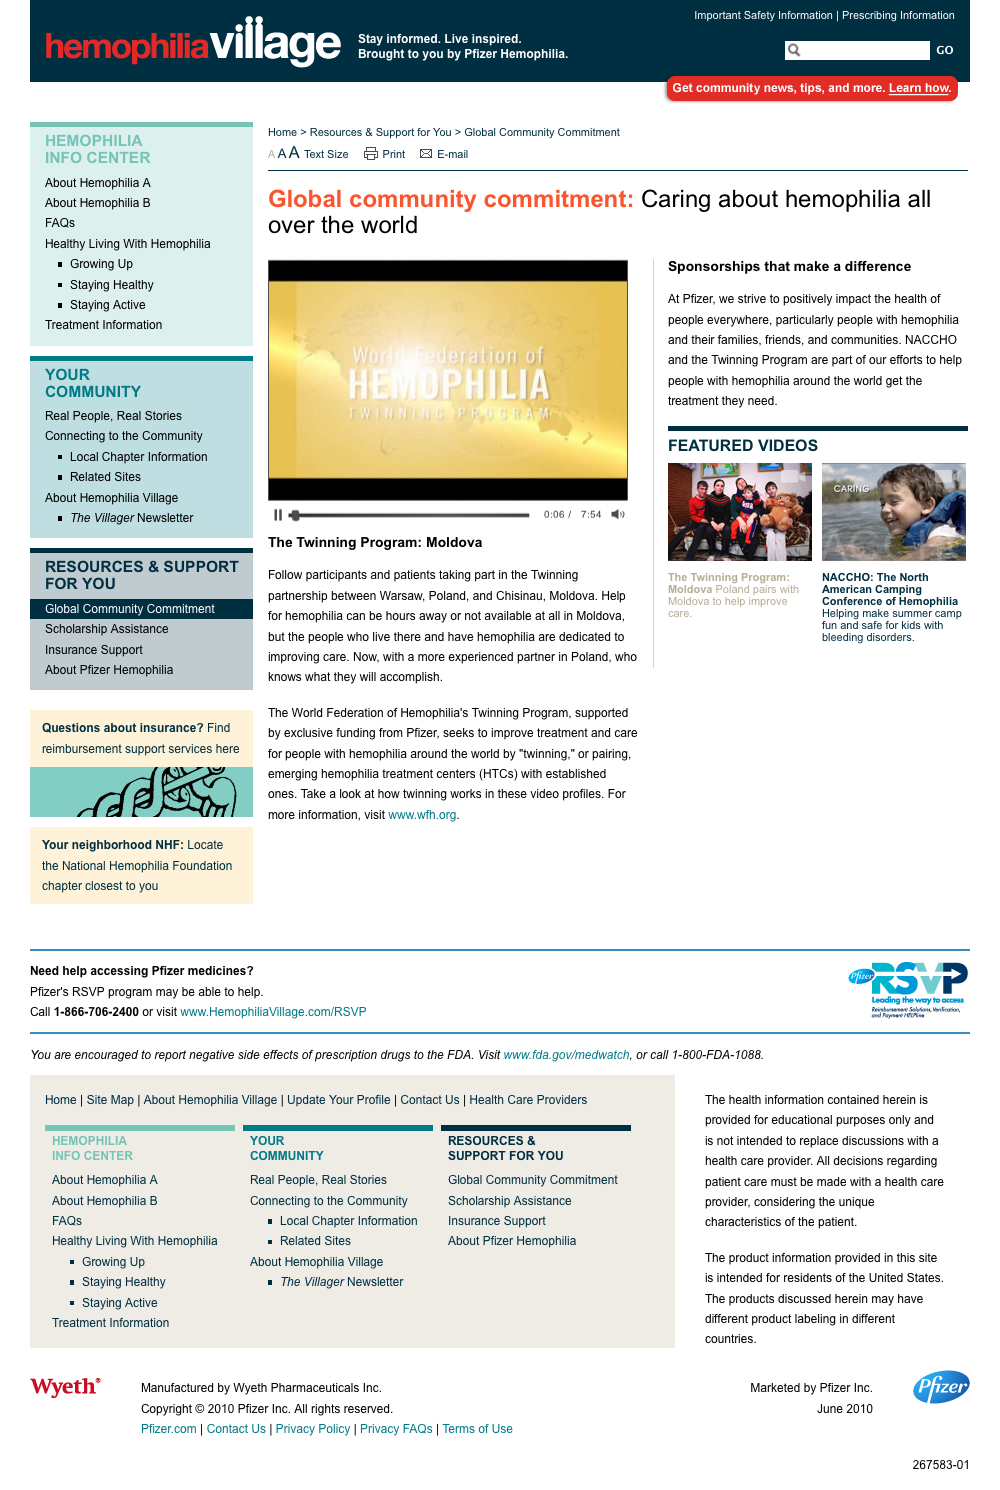 Important Safety Information | Prescribing Information
hemophiliavillage
Stay informed. Live inspired.
Brought to you by Pfizer Hemophilia.
GO
Get community news, tips, and more. Learn how.
HEMOPHILIA
INFO CENTER
About Hemophilia A
About Hemophilia B
FAQs
Healthy Living With Hemophilia
Growing Up
Staying Healthy
Staying Active
Treatment Information
YOUR
COMMUNITY
Real People, Real Stories
Connecting to the Community
Local Chapter Information
Related Sites
About Hemophilia Village
The Villager Newsletter
RESOURCES & SUPPORT
FOR YOU
Global Community Commitment
Scholarship Assistance
Insurance Support
About Pfizer Hemophilia
Questions about insurance? Find
reimbursement support services here
Your neighborhood NHF: Locate
the National Hemophilia Foundation
chapter closest to you
Home > Resources & Support for You > Global Community Commitment
A A A Text Size Print E-mail
Global community commitment: Caring about hemophilia all
over the world
World Federation of
HEMOPHILIA
TWINNING PROGRAM
0:06 / 7:54
The Twinning Program: Moldova
Follow participants and patients taking part in the Twinning
partnership between Warsaw, Poland, and Chisinau, Moldova. Help
for hemophilia can be hours away or not available at all in Moldova,
but the people who live there and have hemophilia are dedicated to
improving care. Now, with a more experienced partner in Poland, who
knows what they will accomplish.
The World Federation of Hemophilia's Twinning Program, supported
by exclusive funding from Pfizer, seeks to improve treatment and care
for people with hemophilia around the world by "twinning," or pairing,
emerging hemophilia treatment centers (HTCs) with established
ones. Take a look at how twinning works in these video profiles. For
more information, visit www.wfh.org.
Sponsorships that make a difference
At Pfizer, we strive to positively impact the health of
people everywhere, particularly people with hemophilia
and their families, friends, and communities. NACCHO
and the Twinning Program are part of our efforts to help
people with hemophilia around the world get the
treatment they need.
FEATURED VIDEOS
CARING
The Twinning Program:
Moldova Poland pairs with
Moldova to help improve
care.
NACCHO: The North
American Camping
Conference of Hemophilia
Helping make summer camp
fun and safe for kids with
bleeding disorders.
Need help accessing Pfizer medicines?
Pfizer's RSVP program may be able to help.
Call 1-866-706-2400 or visit www.HemophiliaVillage.com/RSVP
Pfizer RSVP
Leading the way to access
Reimbursement Solutions, Verification,
and Payment HELPline
You are encouraged to report negative side effects of prescription drugs to the FDA. Visit www.fda.gov/medwatch, or call 1-800-FDA-1088.
Home | Site Map | About Hemophilia Village | Update Your Profile | Contact Us | Health Care Providers
HEMOPHILIA
INFO CENTER
About Hemophilia A
About Hemophilia B
FAQs
Healthy Living With Hemophilia
Growing Up
Staying Healthy
Staying Active
Treatment Information
YOUR
COMMUNITY
Real People, Real Stories
Connecting to the Community
Local Chapter Information
Related Sites
About Hemophilia Village
The Villager Newsletter
RESOURCES &
SUPPORT FOR YOU
Global Community Commitment
Scholarship Assistance
Insurance Support
About Pfizer Hemophilia
The health information contained herein is
provided for educational purposes only and
is not intended to replace discussions with a
health care provider. All decisions regarding
patient care must be made with a health care
provider, considering the unique
characteristics of the patient.
The product information provided in this site
is intended for residents of the United States.
The products discussed herein may have
different product labeling in different
countries.
Wyeth®
Manufactured by Wyeth Pharmaceuticals Inc.
Copyright © 2010 Pfizer Inc. All rights reserved.
Pfizer.com | Contact Us | Privacy Policy | Privacy FAQs | Terms of Use
Marketed by Pfizer Inc.
June 2010
Pfizer
267583-01